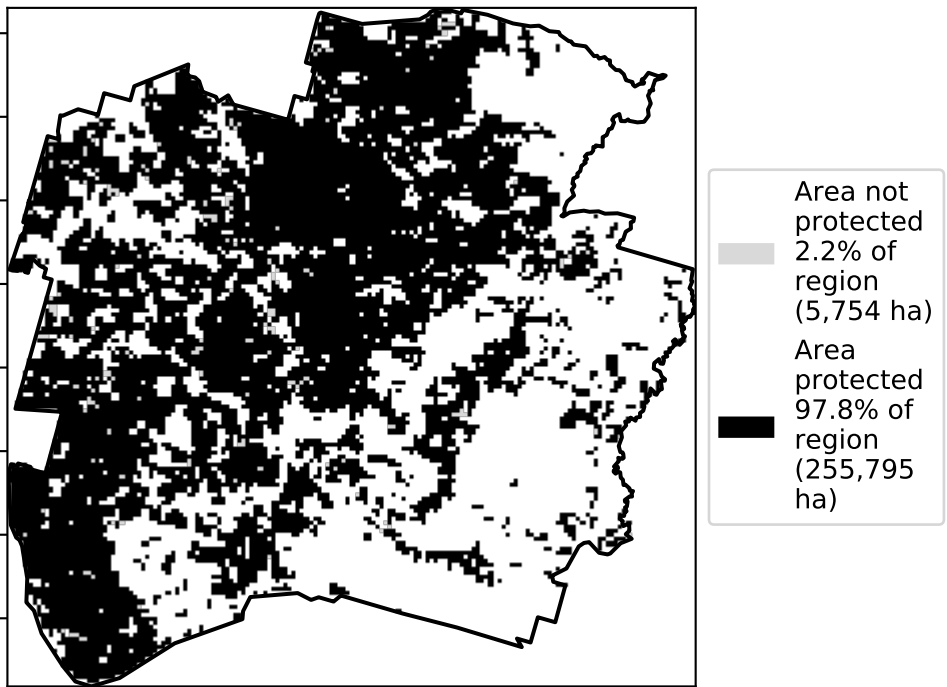 Area not
protected
2.2% of
region
(5,754 ha)
Area
protected
97.8% of
region
(255,795
ha)